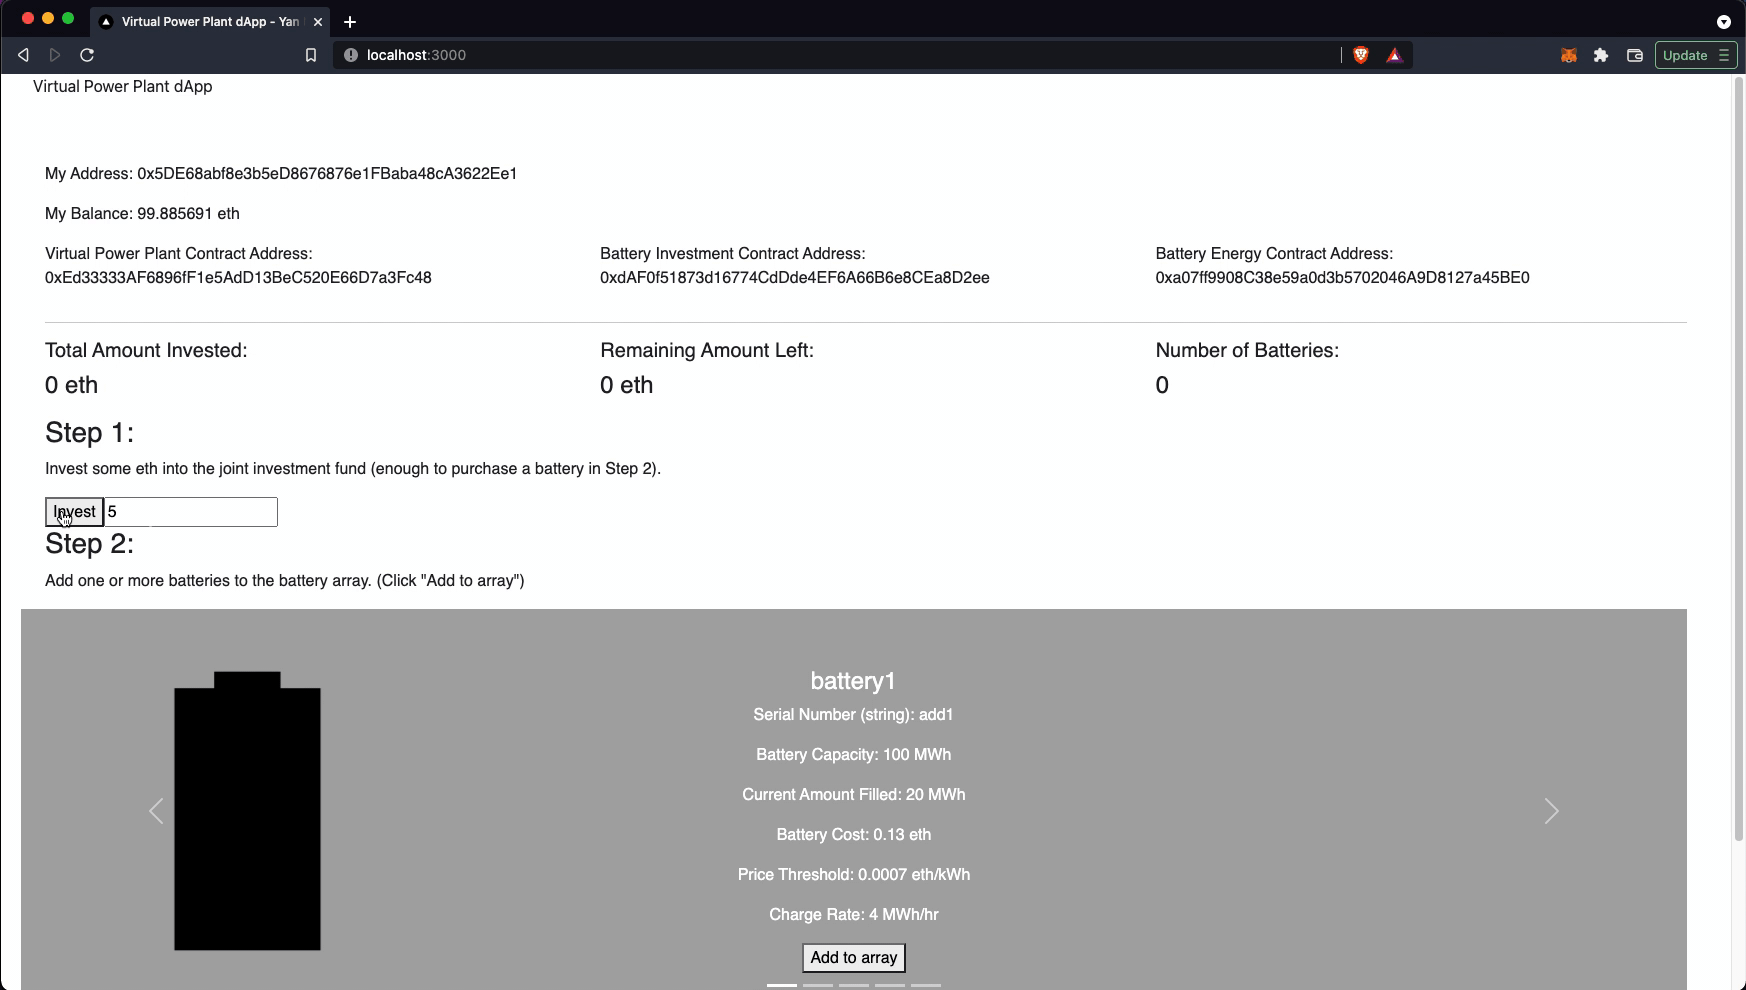 Virtual Power Plant dApp - Yan
localhost:3000
Update
Virtual Power Plant dApp
My Address: 0x5DE68abf8e3b5eD8676876e1FBaba48cA3622Ee1
My Balance: 99.885691 eth
Virtual Power Plant Contract Address:
0xEd33333AF6896fF1e5AdD13BeC520E66D7a3Fc48
Battery Investment Contract Address:
0xdAF0f51873d16774CdDde4EF6A66B6e8CEa8D2ee
Battery Energy Contract Address:
0xa07ff9908C38e59a0d3b5702046A9D8127a45BE0
Total Amount Invested:
0 eth
Remaining Amount Left:
0 eth
Number of Batteries:
0
Step 1:
Invest some eth into the joint investment fund (enough to purchase a battery in Step 2).
Invest 5
Step 2:
Add one or more batteries to the battery array. (Click "Add to array")
battery1
Serial Number (string): add1
Battery Capacity: 100 MWh
Current Amount Filled: 20 MWh
Battery Cost: 0.13 eth
Price Threshold: 0.0007 eth/kWh
Charge Rate: 4 MWh/hr
Add to array